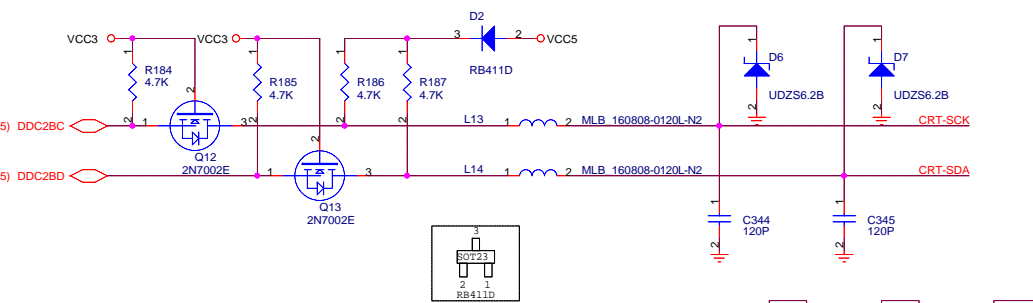 D2
VCC3
VCC3
3
2
VCC5
RB411D
1
1
1
1
R184
4.7K
R185
4.7K
R186
4.7K
R187
4.7K
2
2
2
2
2
2
1
D6
UDZS6.2B
2
1
D7
UDZS6.2B
2
5) DDC2BC
1
3
L13
1
2
MLB_160808-0120L-N2
CRT-SCK
Q12
2N7002E
5) DDC2BD
1
3
L14
1
2
MLB_160808-0120L-N2
CRT-SDA
Q13
2N7002E
1
C344
120P
2
1
C345
120P
2
3
SOT23
2 1
RB411D